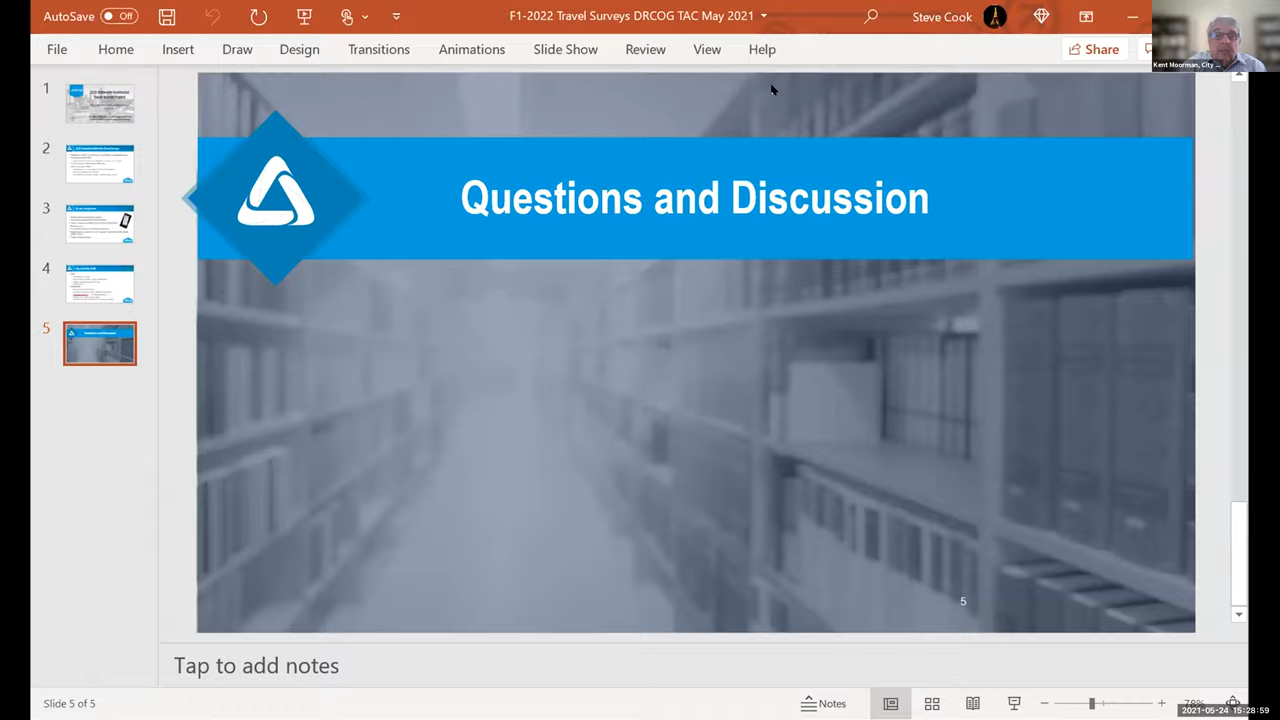 AutoSave Off
F1-2022 Travel Surveys DRCOG TAC May 2021
Steve Cook
Kent Moorman, City ...
File Home Insert Draw Design Transitions Animations Slide Show Review View Help
Share
1
2
3
4
5
Questions and Discussion
5
Tap to add notes
Slide 5 of 5
Notes
2021-05-24 15:28:59